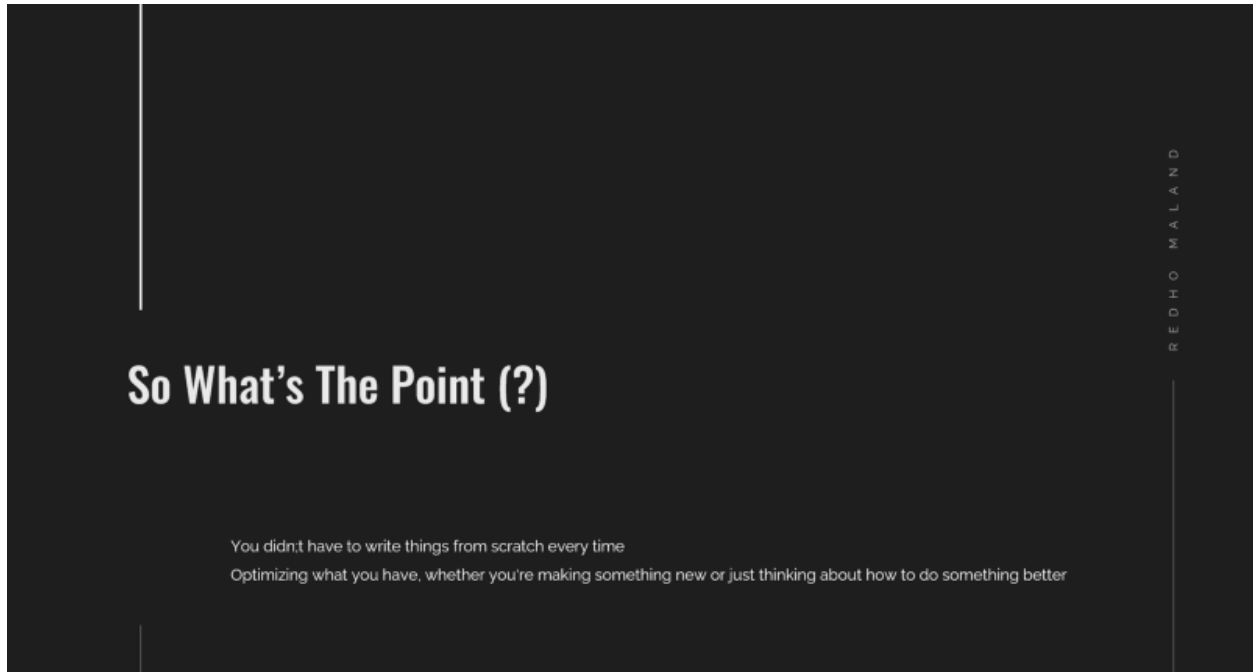 So What’s The Point (?)
You didn;t have to write things from scratch every time
Optimizing what you have, whether you're making something new or just thinking about how to do something better
REDHO MALAND